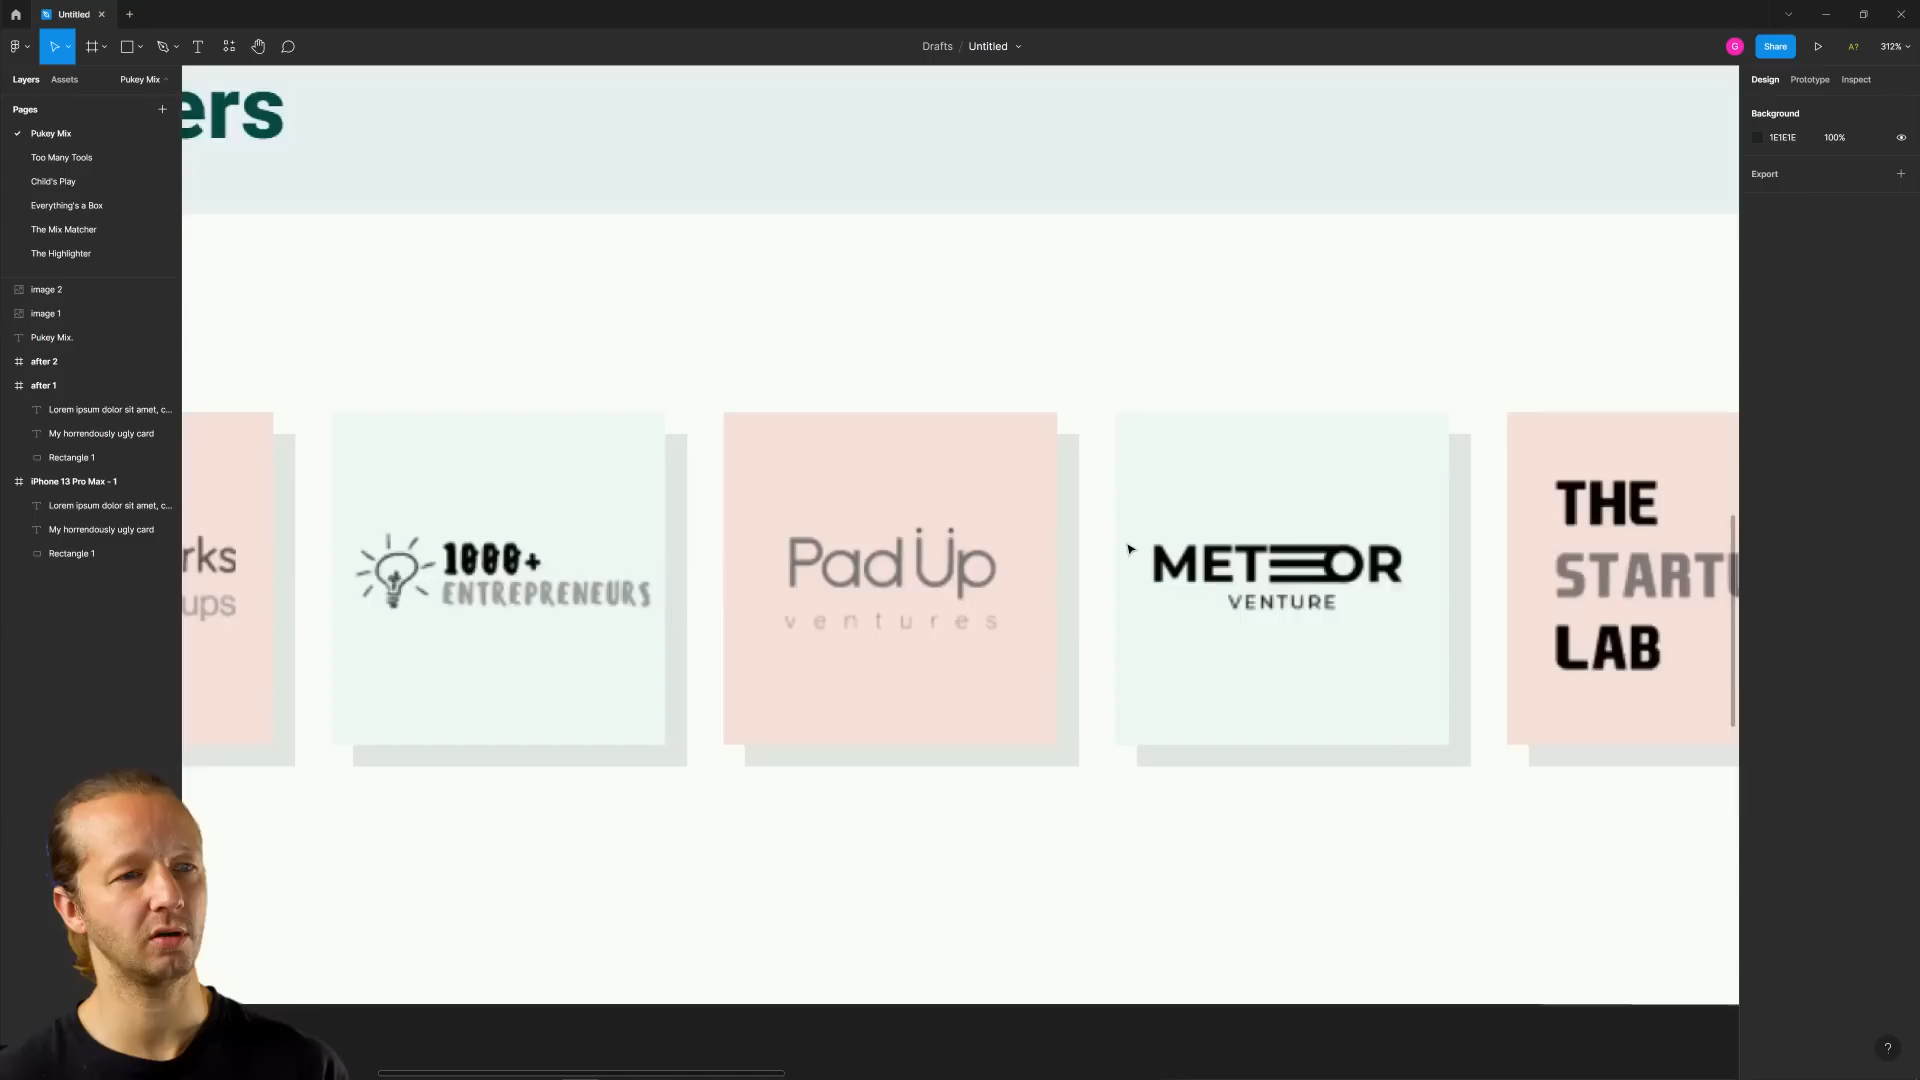 Untitled
Drafts / Untitled
G
Share
A?
312%
Layers
Assets
Pukey Mix
Design
Prototype
Inspect
Pages
Background
1E1E1E
100%
Export
Pukey Mix
Too Many Tools
Child's Play
Everything's a Box
The Mix Matcher
The Highlighter
image 2
image 1
Pukey Mix.
after 2
after 1
Lorem ipsum dolor sit amet, c...
My horrendously ugly card
Rectangle 1
iPhone 13 Pro Max - 1
Lorem ipsum dolor sit amet, c...
My horrendously ugly card
Rectangle 1
ers
rks
ups
1000+
ENTREPRENEURS
Pad Up
ventures
METEOR
VENTURE
THE
STARTU
LAB
?